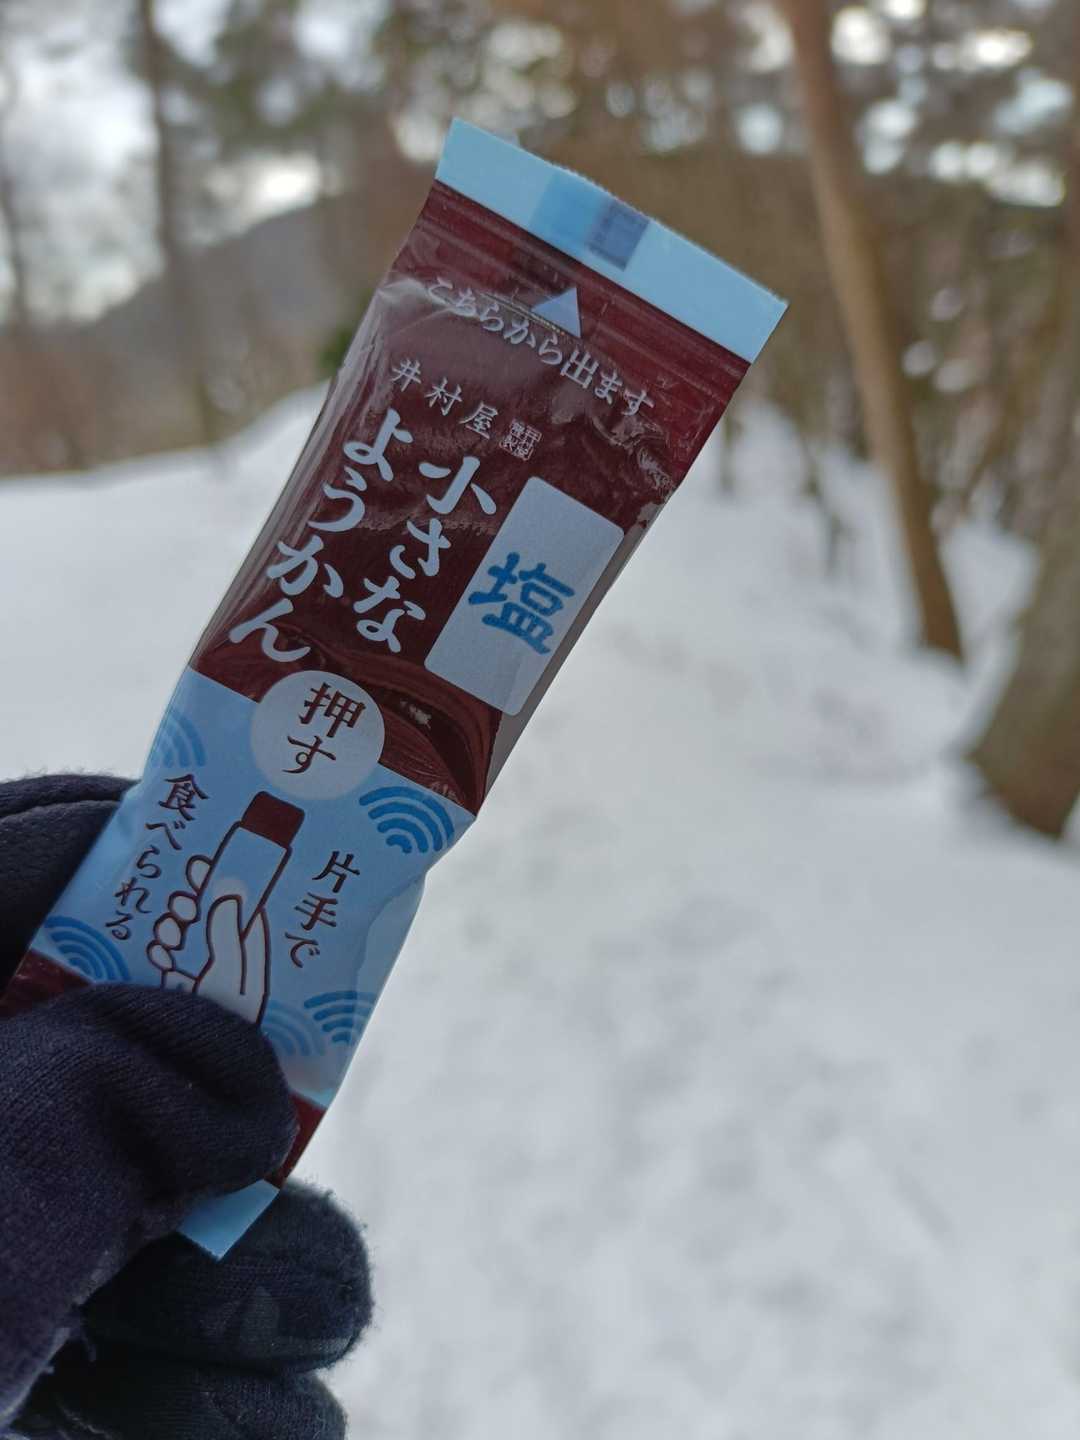 こちらから出ます
井村屋
小さな
ようかん
塩
押す
片手で
食べられる